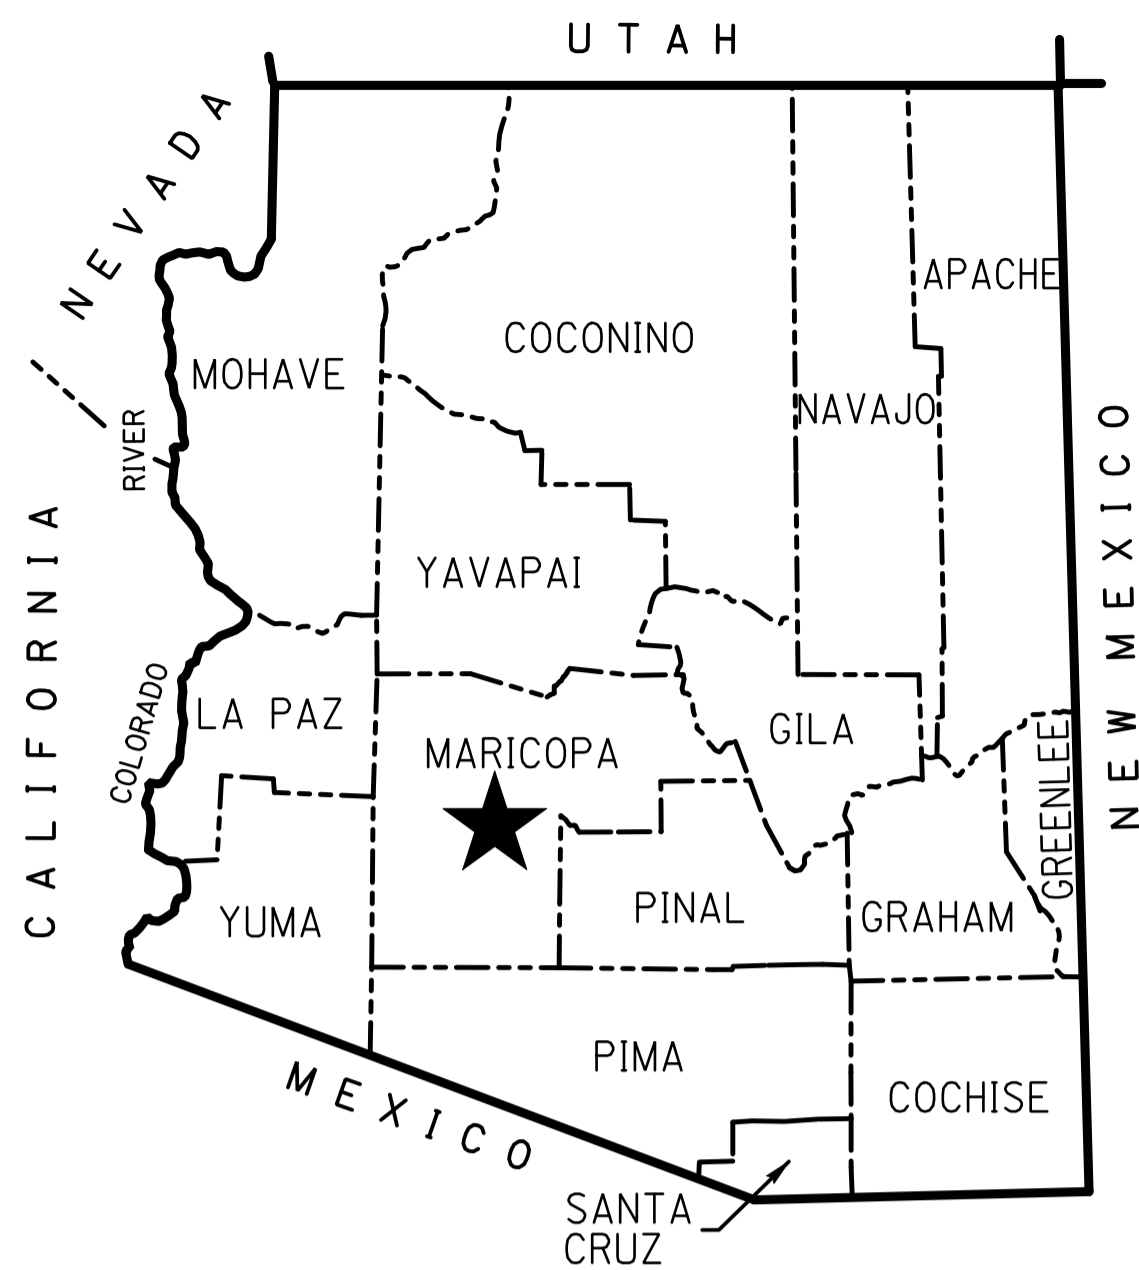 UTAH
NEVADA
APACHE
COCONINO
MOHAVE
NAVAJO
RIVER
NEW MEXICO
CALIFORNIA
YAVAPAI
COLORADO
LA PAZ
GILA
MARICOPA
GREENLEE
PINAL
GRAHAM
YUMA
PIMA
MEXICO
COCHISE
SANTA
CRUZ